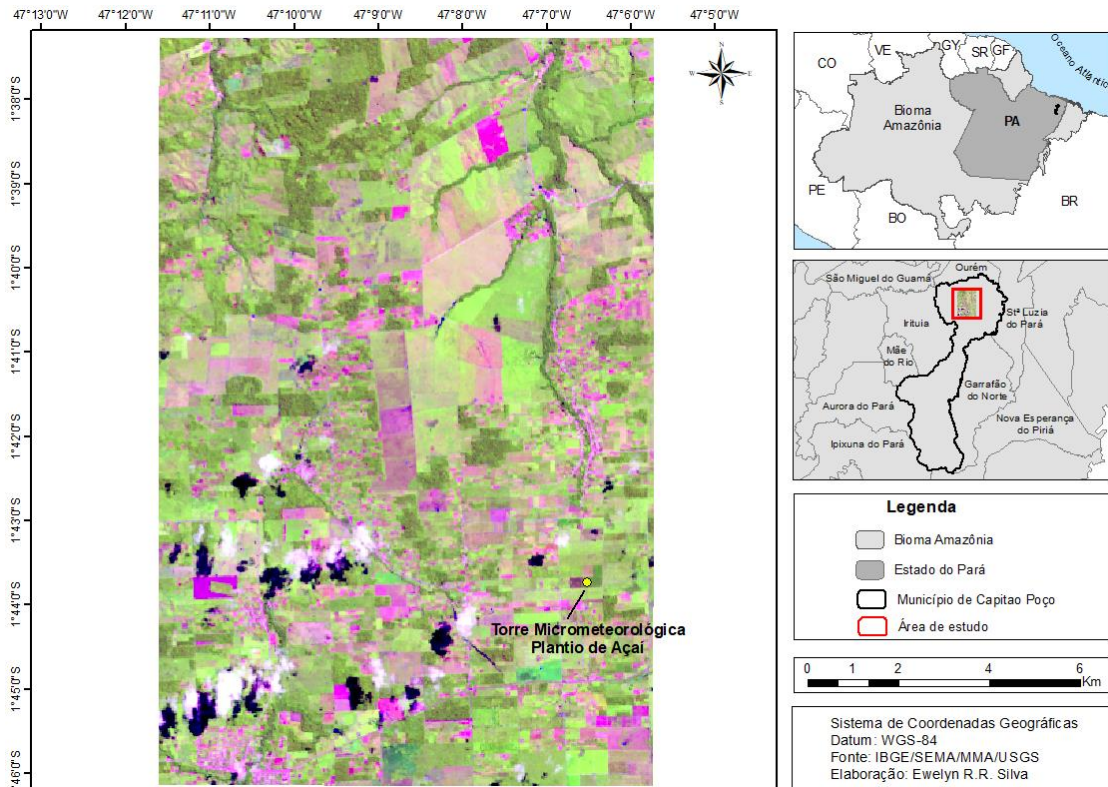 47°13'0"W 47°12'0"W 47°11'0"W 47°10'0"W 47°9'0"W 47°8'0"W 47°7'0"W 47°6'0"W 47°5'0"W
1°38'0"S
1°39'0"S
1°40'0"S
1°41'0"S
1°42'0"S
1°43'0"S
1°44'0"S
1°45'0"S
1°46'0"S
N
W E
S
Torre Micrometeorológica
Plantio de Açaí
CO
VE
GY
SR
GF
Oceano Atlântico
Bioma
Amazônia
PA
PE
BO
BR
Ourém
São Miguel do Guamá
Stª Luzia
do Pará
Irituia
Mãe
do Rio
Garrafão
do Norte
Aurora do Pará
Nova Esperança
do Piriá
Ipixuna do Pará
Legenda
Bioma Amazônia
Estado do Pará
Município de Capitao Poço
Área de estudo
0 1 2 4 6
Km
Sistema de Coordenadas Geográficas
Datum: WGS-84
Fonte: IBGE/SEMA/MMA/USGS
Elaboração: Ewelyn R.R. Silva